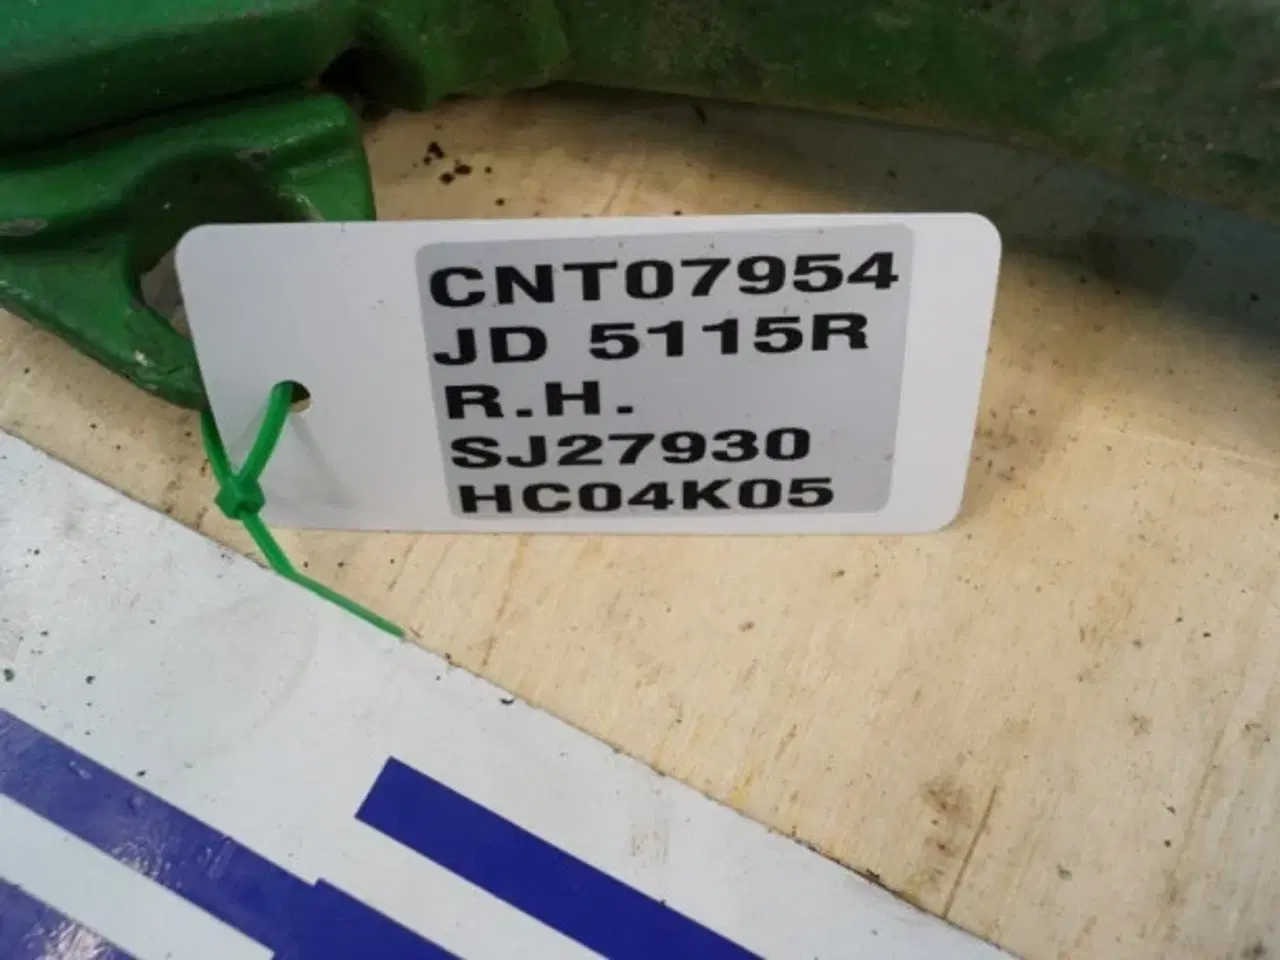 CNT07954
JD 5115R
R.H.
SJ27930
HC04K05